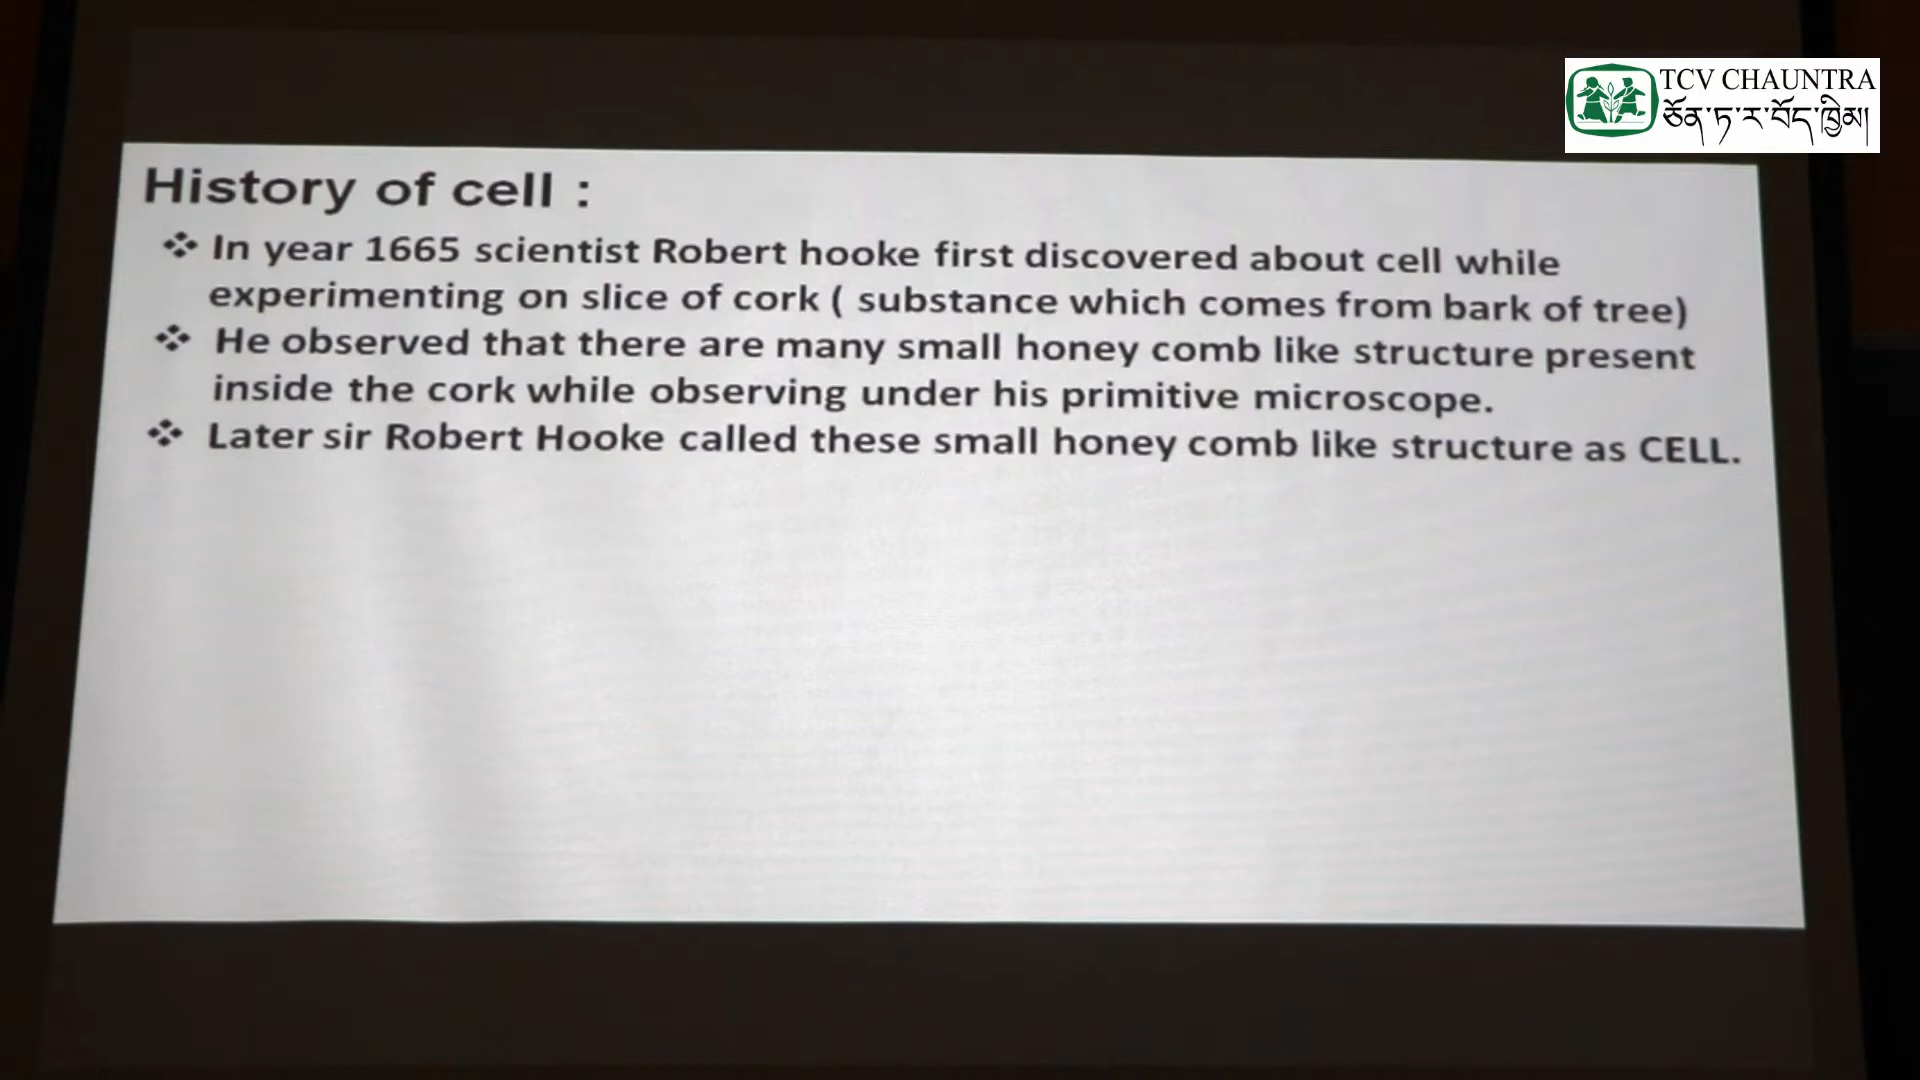 TCV CHAUNTRA
ཅོན་ཏ་ར་བོད་ཁྱིམ།
History of cell :
❖ In year 1665 scientist Robert hooke first discovered about cell while
experimenting on slice of cork ( substance which comes from bark of tree)
❖ He observed that there are many small honey comb like structure present
inside the cork while observing under his primitive microscope.
❖ Later sir Robert Hooke called these small honey comb like structure as CELL.